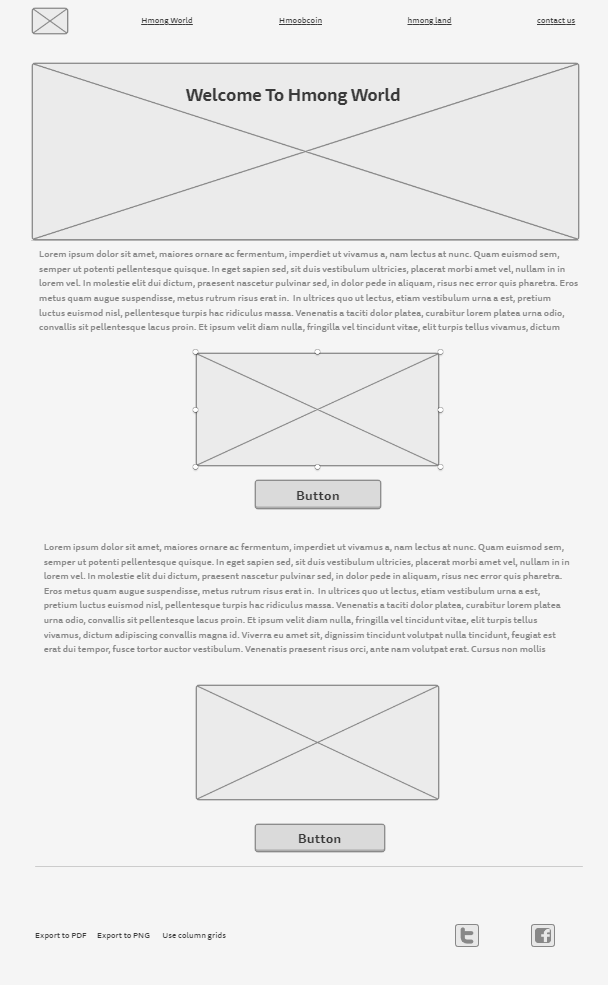 Hmong World Hmoobcoin hmong land contact us
Welcome To Hmong World
Lorem ipsum dolor sit amet, maiores ornare ac fermentum, imperdiet ut vivamus a, nam lectus at nunc. Quam euismod sem,
semper ut potenti pellentesque quisque. In eget sapien sed, sit duis vestibulum ultricies, placerat morbi amet vel, nullam in in
lorem vel. In molestie elit dui dictum, praesent nascetur pulvinar sed, in dolor pede in aliquam, risus nec error quis pharetra. Eros
metus quam augue suspendisse, metus rutrum risus erat in.  In ultrices quo ut lectus, etiam vestibulum urna a est, pretium
luctus euismod nisl, pellentesque turpis hac ridiculus massa. Venenatis a taciti dolor platea, curabitur lorem platea urna odio,
convallis sit pellentesque lacus proin. Et ipsum velit diam nulla, fringilla vel tincidunt vitae, elit turpis tellus vivamus, dictum
Button
Lorem ipsum dolor sit amet, maiores ornare ac fermentum, imperdiet ut vivamus a, nam lectus at nunc. Quam euismod sem,
semper ut potenti pellentesque quisque. In eget sapien sed, sit duis vestibulum ultricies, placerat morbi amet vel, nullam in in
lorem vel. In molestie elit dui dictum, praesent nascetur pulvinar sed, in dolor pede in aliquam, risus nec error quis pharetra.
Eros metus quam augue suspendisse, metus rutrum risus erat in.  In ultrices quo ut lectus, etiam vestibulum urna a est,
pretium luctus euismod nisl, pellentesque turpis hac ridiculus massa. Venenatis a taciti dolor platea, curabitur lorem platea
urna odio, convallis sit pellentesque lacus proin. Et ipsum velit diam nulla, fringilla vel tincidunt vitae, elit turpis tellus
vivamus, dictum adipiscing convallis magna id. Viverra eu amet sit, dignissim tincidunt volutpat nulla tincidunt, feugiat est
erat dui tempor, fusce tortor auctor vestibulum. Venenatis praesent risus orci, ante nam volutpat erat. Cursus non mollis
Button
Export to PDF Export to PNG Use column grids